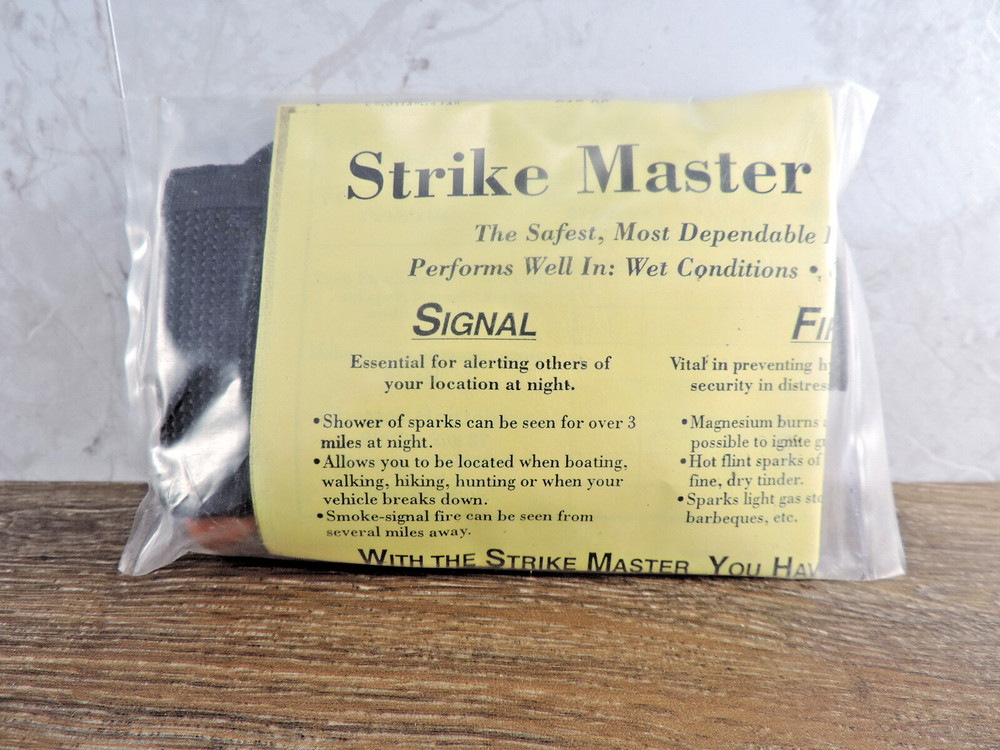 Strike Master
The Safest, Most Dependable
Performs Well In: Wet Conditions •
SIGNAL
Essential for alerting others of
your location at night.
• Shower of sparks can be seen for over 3
miles at night.
• Allows you to be located when boating,
walking, hiking, hunting or when your
vehicle breaks down.
• Smoke-signal fire can be seen from
several miles away.
FI
Vital in preventing
security in
• Magnesium burns
possible to ignite
• Hot flint sparks of
fine, dry tinder.
• Sparks light gas
barbeques, etc.
WITH THE STRIKE MASTER YOU